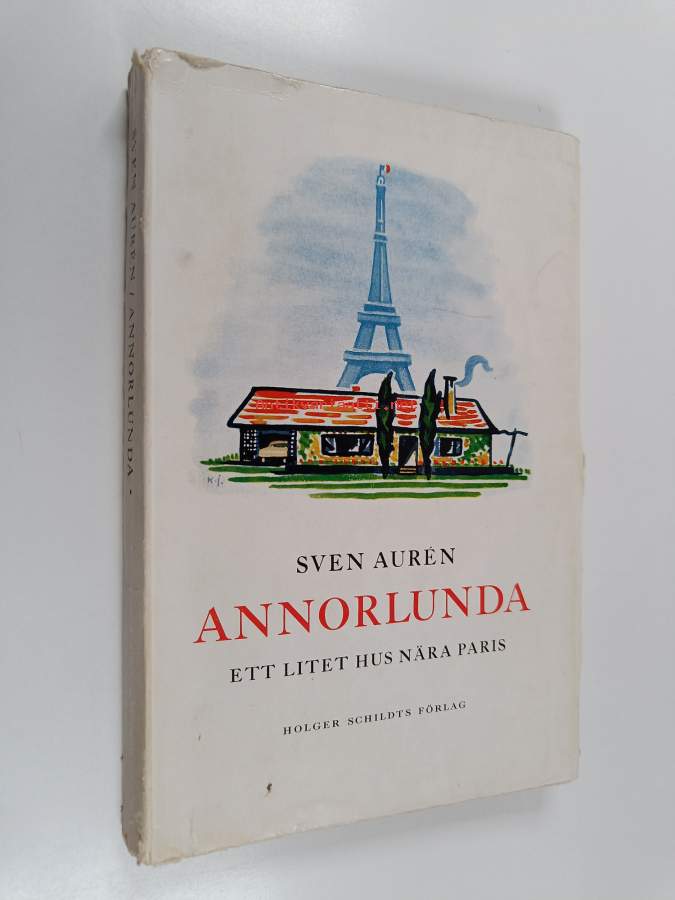 SVEN AURÉN / ANNORLUNDA
K.J.
SVEN AURÉN
ANNORLUNDA
ETT LITET HUS NÄRA PARIS
HOLGER SCHILDTS FÖRLAG